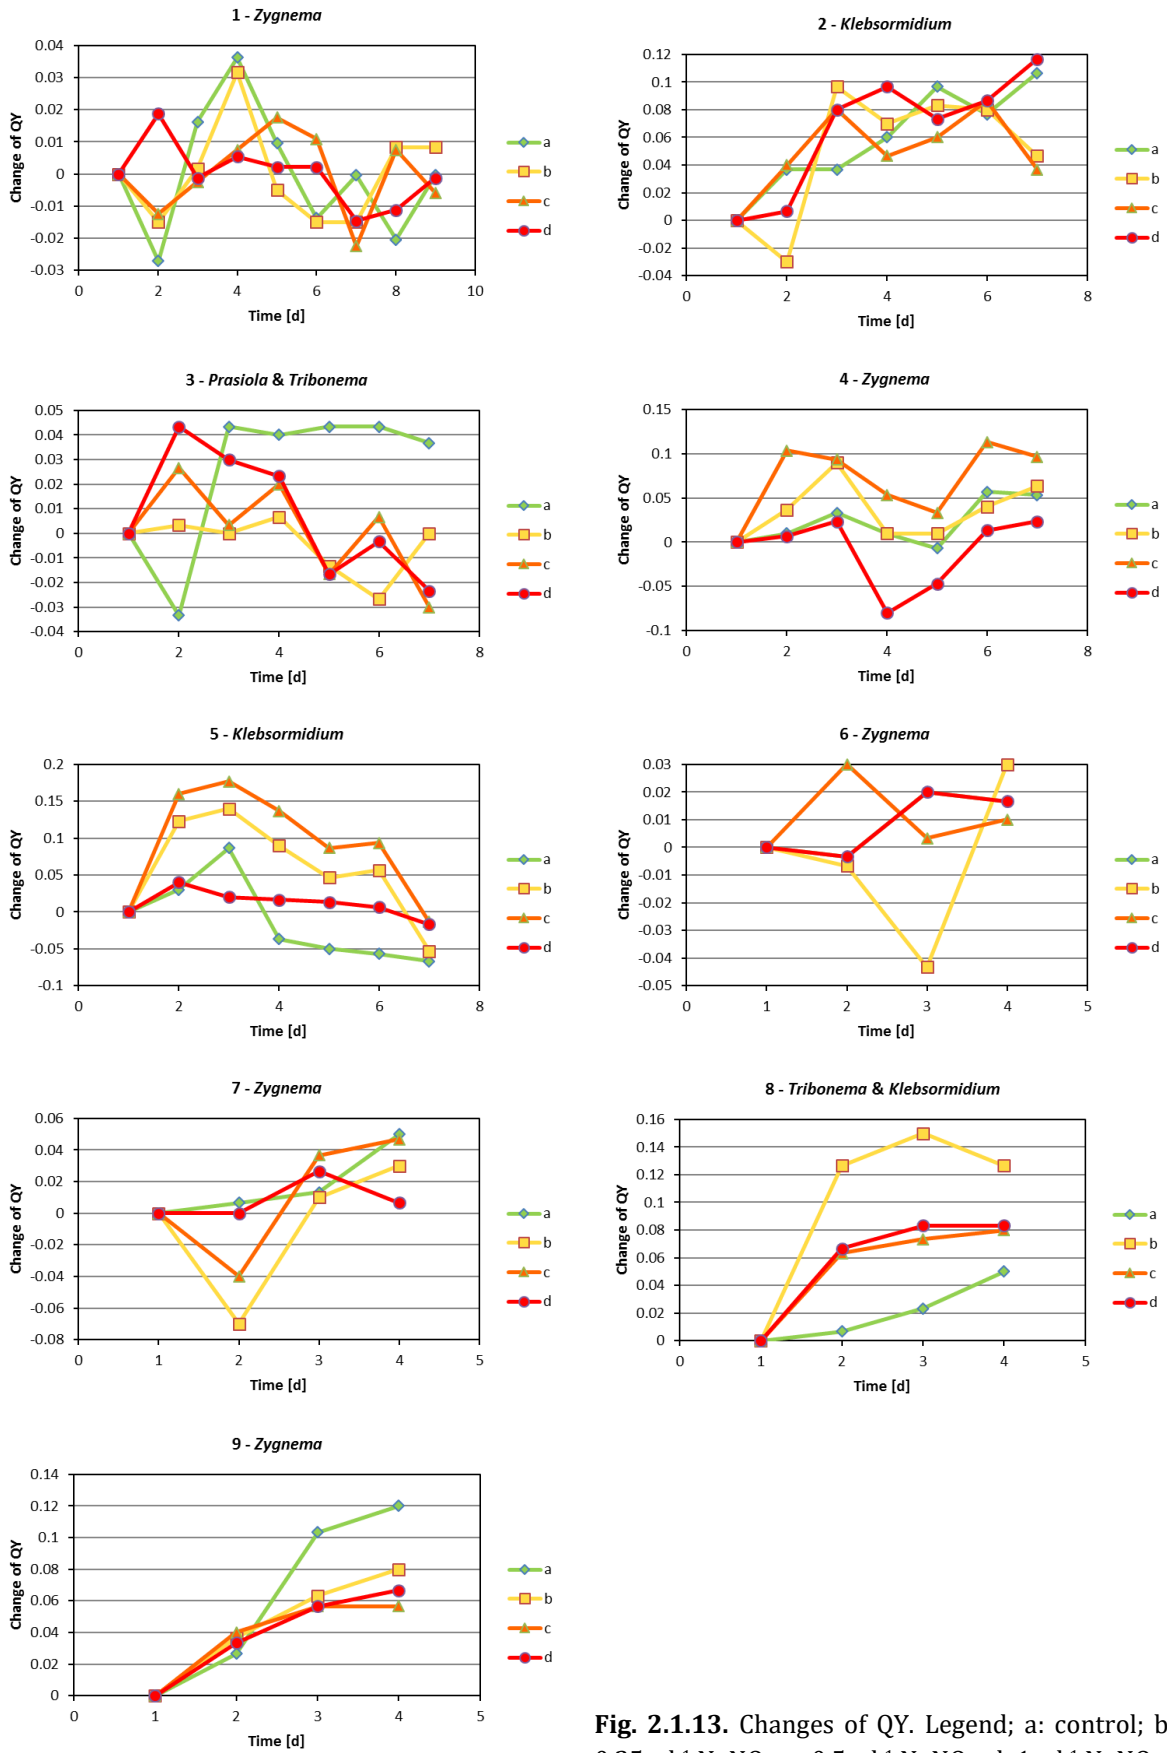 1 - Zygnema
Change of QY
0.04
0.03
0.02
0.01
0
-0.01
-0.02
-0.03
0 2 4 6 8 10
Time [d]
a
b
c
d
2 - Klebsormidium
Change of QY
0.12
0.1
0.08
0.06
0.04
0.02
0
-0.02
-0.04
0 2 4 6 8
Time [d]
a
b
c
d
3 - Prasiola & Tribonema
Change of QY
0.05
0.04
0.03
0.02
0.01
0
-0.01
-0.02
-0.03
-0.04
0 2 4 6 8
Time [d]
a
b
c
d
4 - Zygnema
Change of QY
0.15
0.1
0.05
0
-0.05
-0.1
0 2 4 6 8
Time [d]
a
b
c
d
5 - Klebsormidium
Change of QY
0.2
0.15
0.1
0.05
0
-0.05
-0.1
0 2 4 6 8
Time [d]
a
b
c
d
6 - Zygnema
Change of QY
0.03
0.02
0.01
0
-0.01
-0.02
-0.03
-0.04
-0.05
0 1 2 3 4 5
Time [d]
a
b
c
d
7 - Zygnema
Change of QY
0.06
0.04
0.02
0
-0.02
-0.04
-0.06
-0.08
0 1 2 3 4 5
Time [d]
a
b
c
d
8 - Tribonema & Klebsormidium
Change of QY
0.16
0.14
0.12
0.1
0.08
0.06
0.04
0.02
0
0 1 2 3 4 5
Time [d]
a
b
c
d
9 - Zygnema
Change of QY
0.14
0.12
0.1
0.08
0.06
0.04
0.02
0
0 1 2 3 4 5
Time [d]
a
b
c
d
Fig. 2.1.13. Changes of QY. Legend; a: control; b